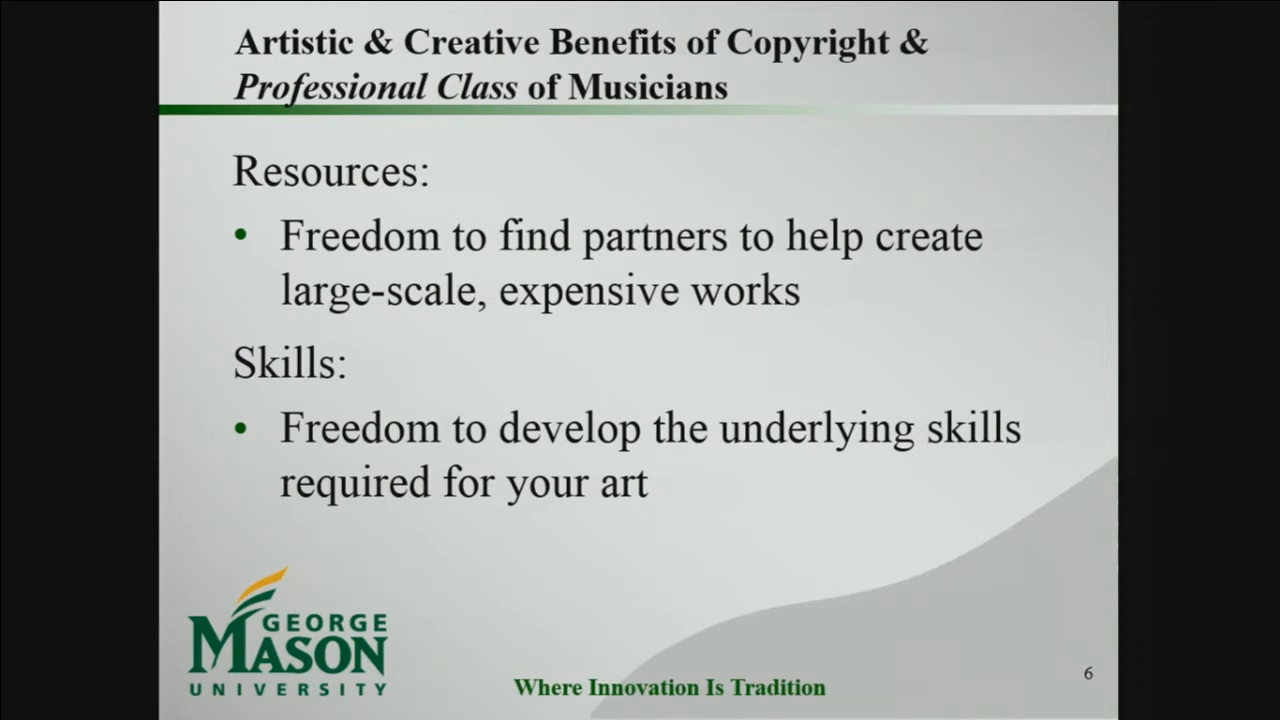 Artistic & Creative Benefits of Copyright &
Professional Class of Musicians
Resources:
• Freedom to find partners to help create
large-scale, expensive works
Skills:
• Freedom to develop the underlying skills
required for your art
GEORGE
MASON
UNIVERSITY
Where Innovation Is Tradition
6